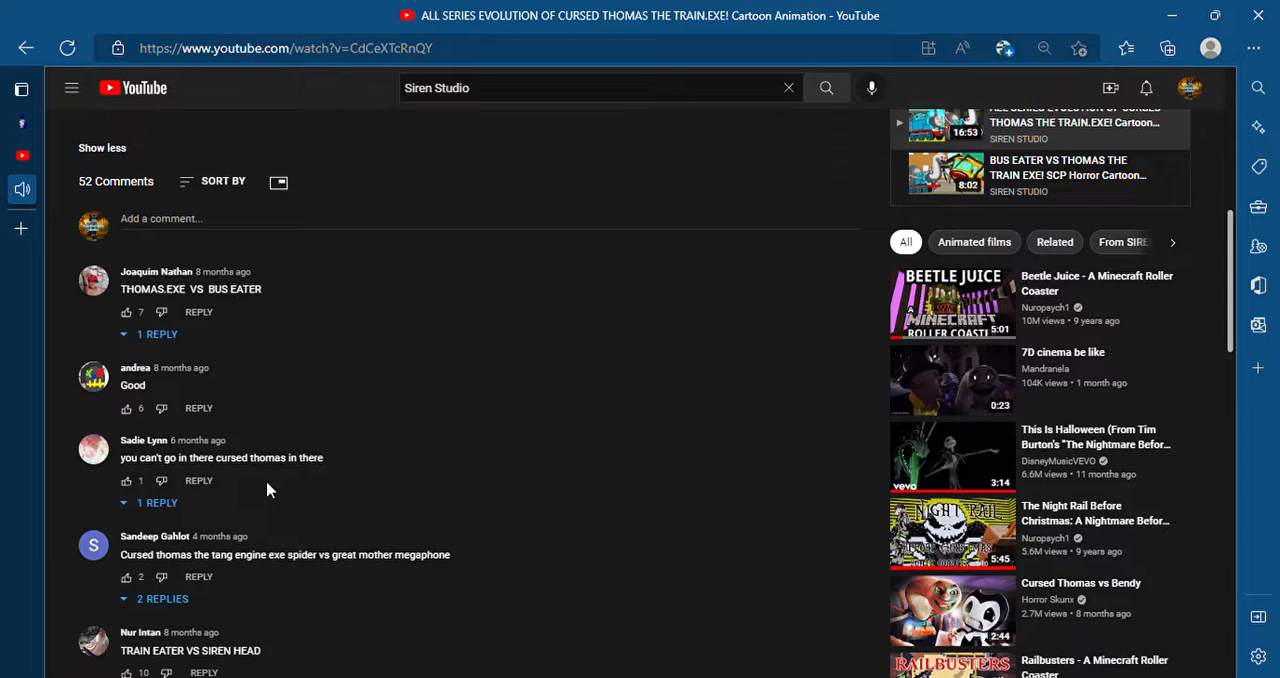 ALL SERIES EVOLUTION OF CURSED THOMAS THE TRAIN.EXE! Cartoon Animation - YouTube
https://www.youtube.com/watch?v=CdCeXTcRnQY
YouTube
Siren Studio
Show less
52 Comments
SORT BY
Add a comment...
Joaquim Nathan 8 months ago
THOMAS.EXE VS BUS EATER
7 REPLY
1 REPLY
andrea 8 months ago
Good
6 REPLY
Sadie Lynn 6 months ago
you can't go in there cursed thomas in there
1 REPLY
1 REPLY
S
Sandeep Gahlot 4 months ago
Cursed thomas the tang engine exe spider vs great mother megaphone
2 REPLY
2 REPLIES
Nur Intan 8 months ago
TRAIN EATER VS SIREN HEAD
10 REPLY
ALL SERIES EVOLUTION OF CURSED
THOMAS THE TRAIN.EXE! Cartoon...
SIREN STUDIO
16:53
BUS EATER VS THOMAS THE
TRAIN EXE! SCP Horror Cartoon...
SIREN STUDIO
8:02
All Animated films Related From SIRE
BEETLE JUICE
A
MINECRAFT
ROLLER COAST
5:01
Beetle Juice - A Minecraft Roller
Coaster
Nuropsych1
10M views • 9 years ago
0:23
7D cinema be like
Mandranela
104K views • 1 month ago
vevo
3:14
This Is Halloween (From Tim
Burton's "The Nightmare Befor...
DisneyMusicVEVO
6.6M views • 11 months ago
NIGHT RAIL
BEFORE CHRISTMAS
5:45
The Night Rail Before
Christmas: A Nightmare Befor...
Nuropsych1
5.6M views • 9 years ago
2:44
Cursed Thomas vs Bendy
Horror Skunx
2.7M views • 8 months ago
RAILBUSTERS
Railbusters - A Minecraft Roller
Coaster